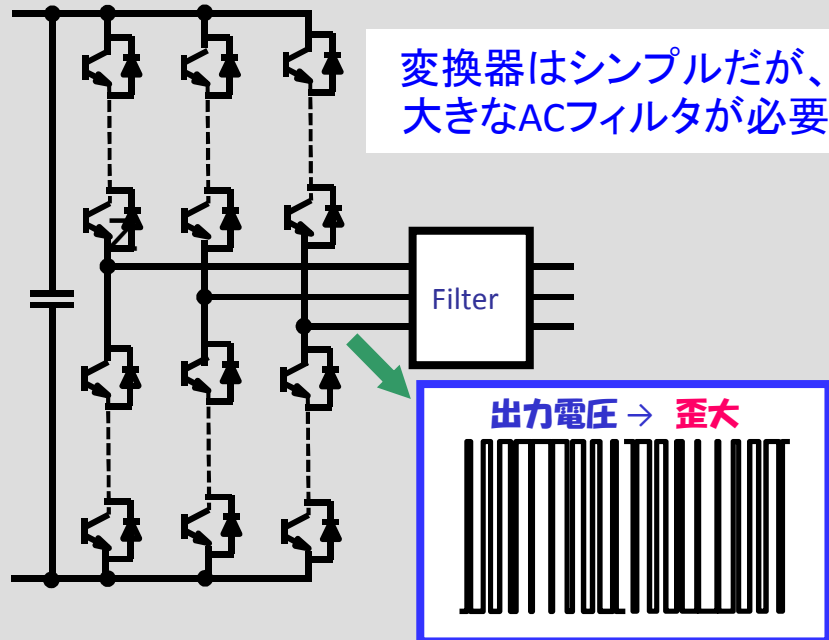 変換器はシンプルだが、
大きなACフィルタが必要
Filter
出力電圧 → 歪大